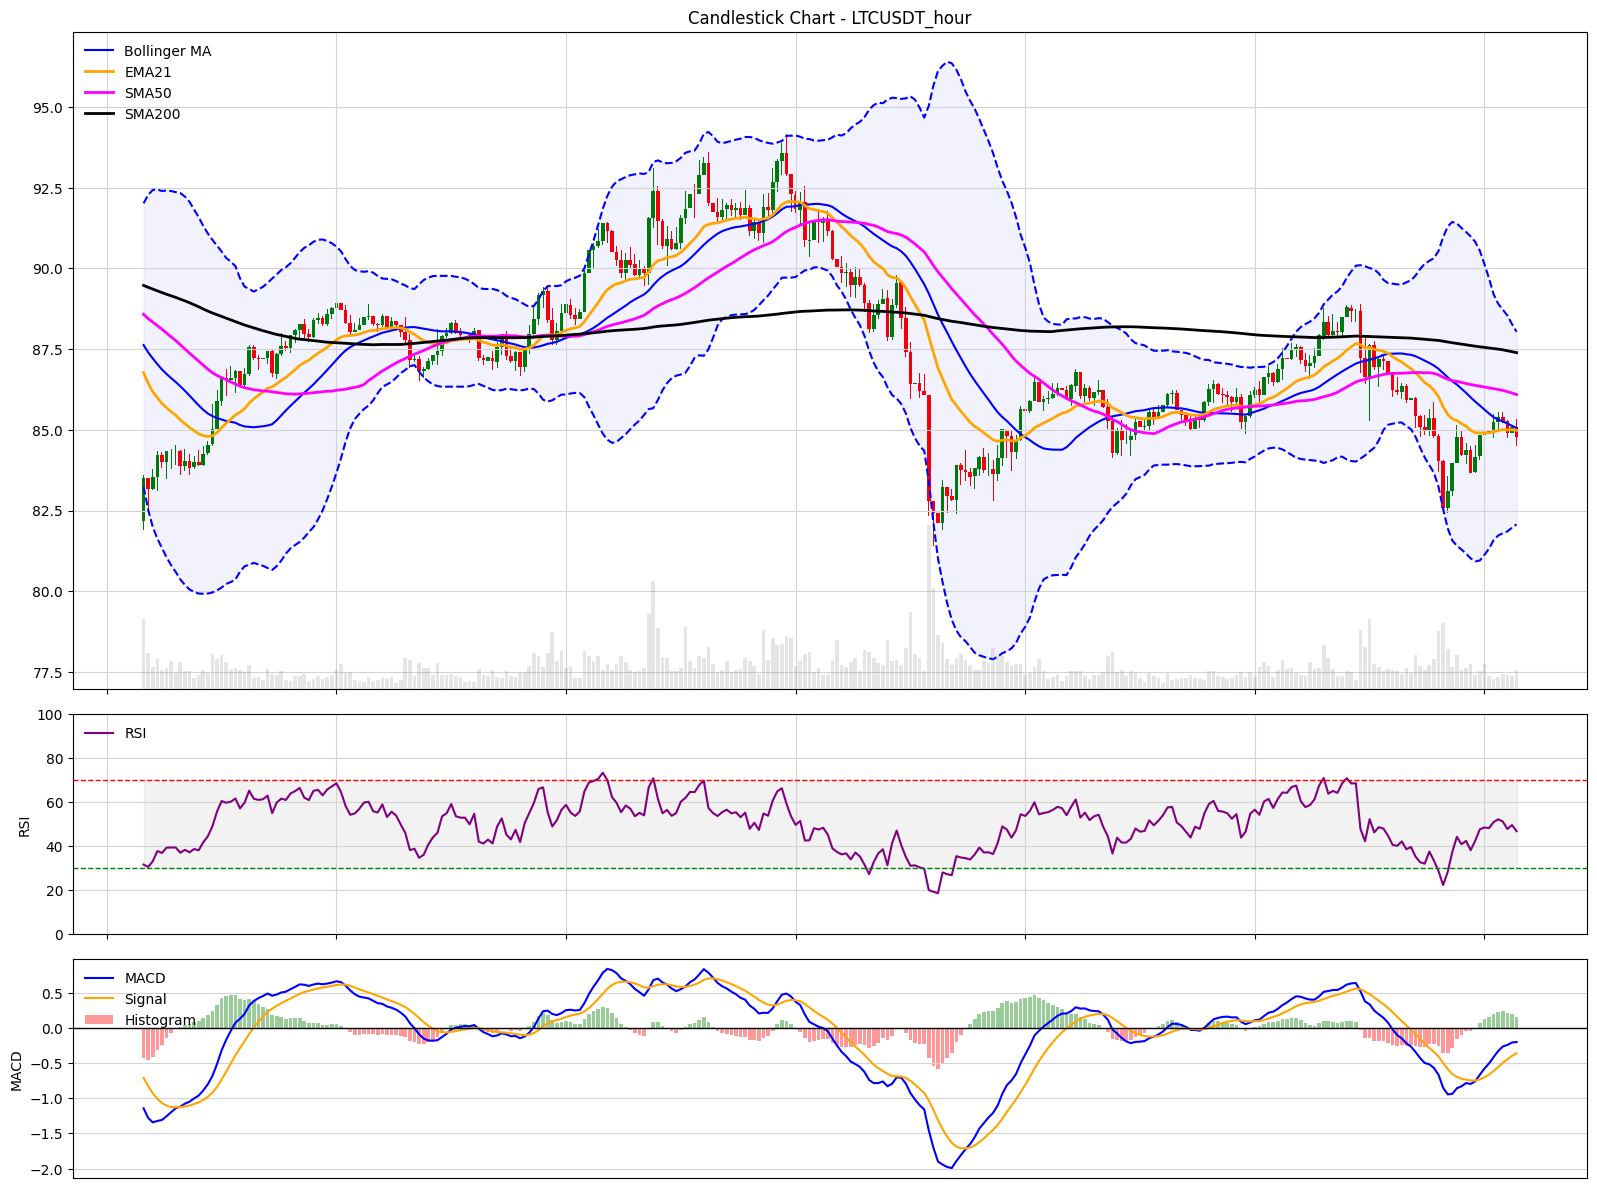 Candlestick Chart - LTCUSDT_hour
Bollinger MA
EMA21
SMA50
SMA200
95.0
92.5
90.0
87.5
85.0
82.5
80.0
77.5
100
80
60
40
20
0
RSI
RSI
MACD
Signal
Histogram
0.5
0.0
−0.5
−1.0
−1.5
−2.0
MACD